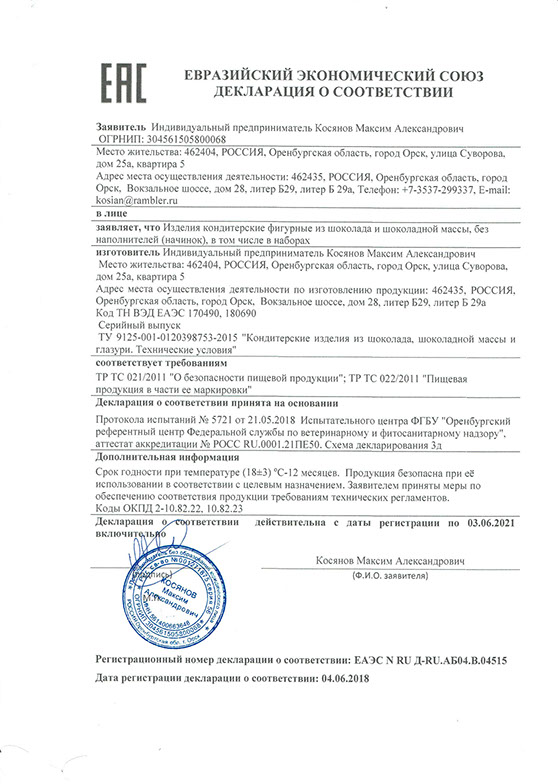 EAC
ЕВРАЗИЙСКИЙ ЭКОНОМИЧЕСКИЙ СОЮЗ
ДЕКЛАРАЦИЯ О СООТВЕТСТВИИ
Заявитель Индивидуальный предприниматель Косянов Максим Александрович
ОГРНИП: 304561505800068
Место жительства: 462404, РОССИЯ, Оренбургская область, город Орск, улица Суворова,
дом 25а, квартира 5
Адрес места осуществления деятельности: 462435, РОССИЯ, Оренбургская область, город
Орск, Вокзальное шоссе, дом 28, литер Б29, литер Б 29а, Телефон: +7-3537-299337, E-mail:
kosian@rambler.ru
в лице
заявляет, что Изделия кондитерские фигурные из шоколада и шоколадной массы, без
наполнителей (начинок), в том числе в наборах
изготовитель Индивидуальный предприниматель Косянов Максим Александрович
Место жительства: 462404, РОССИЯ, Оренбургская область, город Орск, улица Суворова,
дом 25а, квартира 5
Адрес места осуществления деятельности по изготовлению продукции: 462435, РОССИЯ,
Оренбургская область, город Орск, Вокзальное шоссе, дом 28, литер Б29, литер Б 29а
Код ТН ВЭД ЕАЭС 170490, 180690
Серийный выпуск
ТУ 9125-001-0120398753-2015 "Кондитерские изделия из шоколада, шоколадной массы и
глазури. Технические условия"
соответствует требованиям
ТР ТС 021/2011 "О безопасности пищевой продукции"; ТР ТС 022/2011 "Пищевая
продукция в части ее маркировки"
Декларация о соответствии принята на основании
Протокола испытаний № 5721 от 21.05.2018 Испытательного центра ФГБУ "Оренбургский
референтный центр Федеральной службы по ветеринарному и фитосанитарному надзору",
аттестат аккредитации № РОСС RU.0001.21ПЕ50. Схема декларирования 3д
Дополнительная информация
Срок годности при температуре (18±3) °С-12 месяцев. Продукция безопасна при её
использовании в соответствии с целевым назначением. Заявителем приняты меры по
обеспечению соответствия продукции требованиям технических регламентов.
Коды ОКПД 2-10.82.22, 10.82.23
Декларация о соответствии действительна с даты регистрации по 03.06.2021
включительно
Косянов Максим Александрович
(подпись)
(Ф.И.О. заявителя)
М.П.
КОСЯНОВ
Максим
Александрович
ОГРНИП 304561505800068
Регистрационный номер декларации о соответствии: ЕАЭС N RU Д-RU.АБ04.В.04515
Дата регистрации декларации о соответствии: 04.06.2018